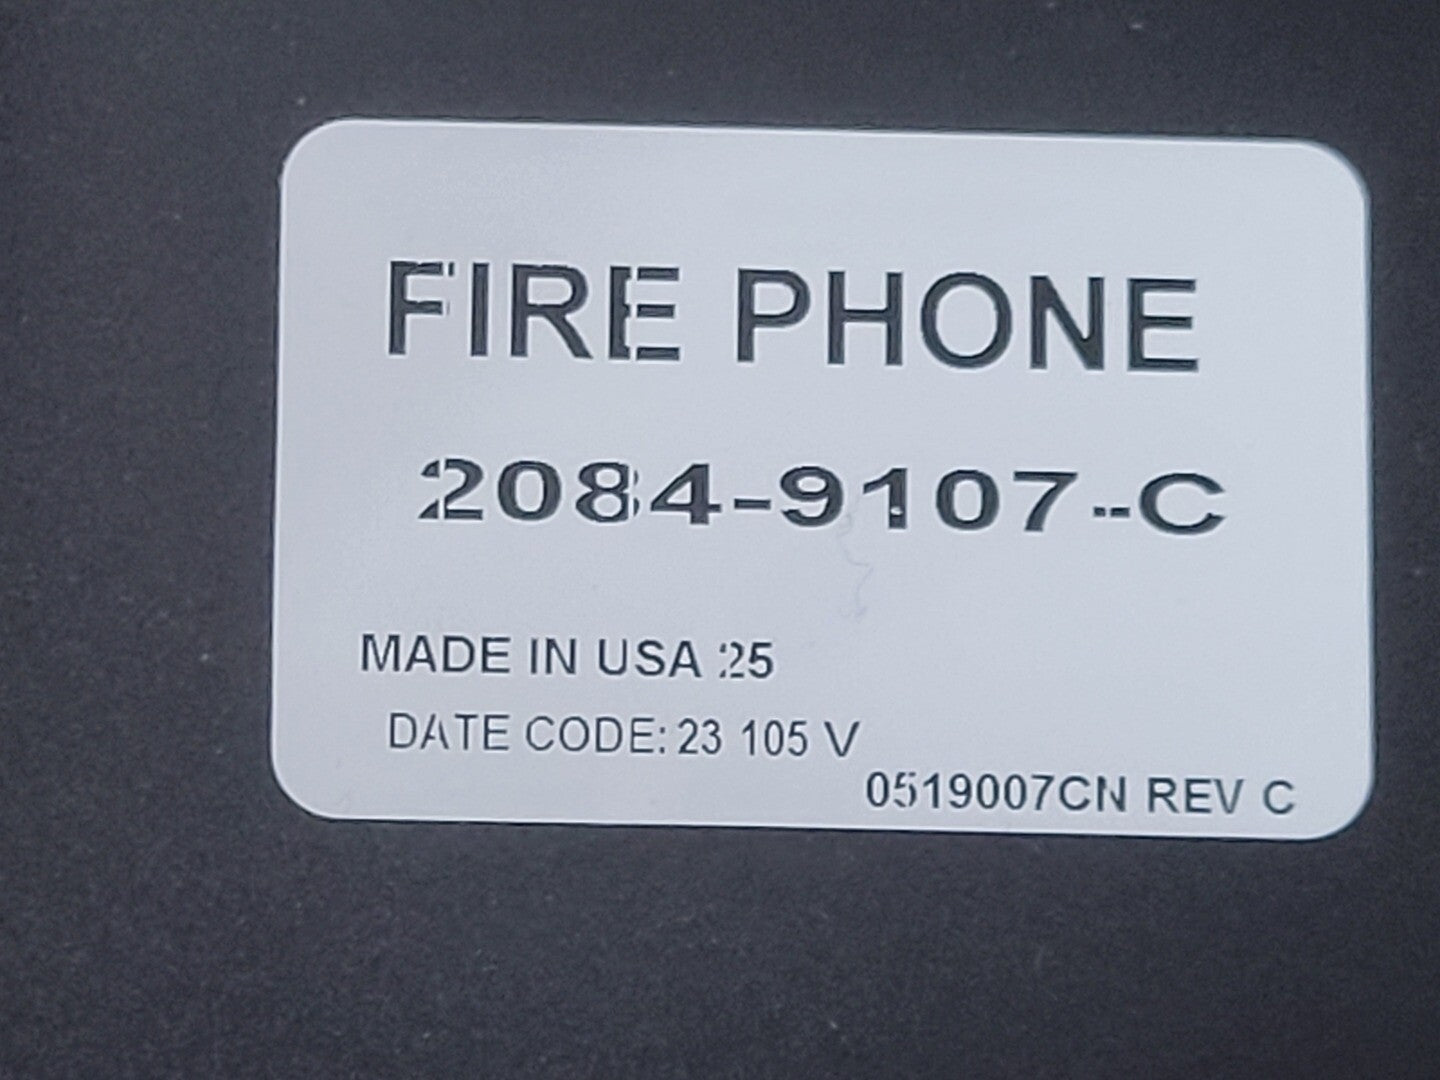 FIRE PHONE
2084-9107-C
MADE IN USA 25
DATE CODE: 23 105 V
0519007CN REV C